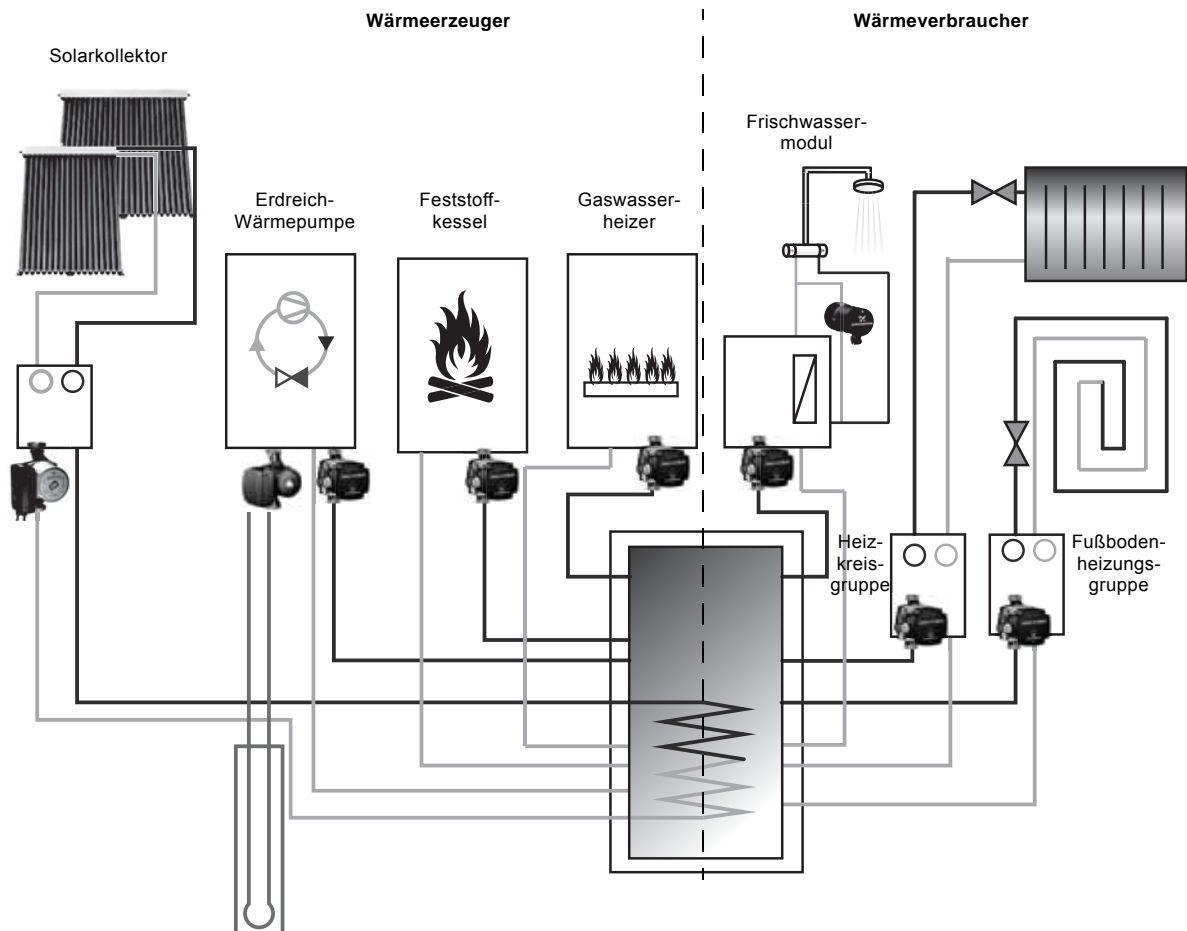 Wärmeerzeuger
Wärmeverbraucher
Solarkollektor
Frischwasser-
modul
Erdreich-
Wärmepumpe
Feststoff-
kessel
Gaswasser-
heizer
Heiz-
kreis-
gruppe
Fußboden-
heizungs-
gruppe